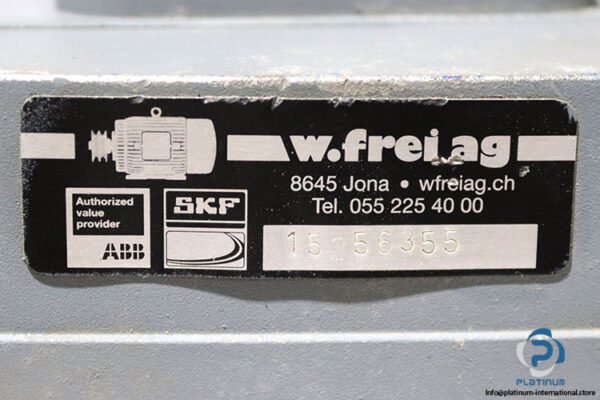 w.frei ag
8645 Jona • wfreiag.ch
Tel. 055 225 40 00
Authorized
value
provider
ABB
SKF
15256355
PLATINUM
Info@platinum-international.store